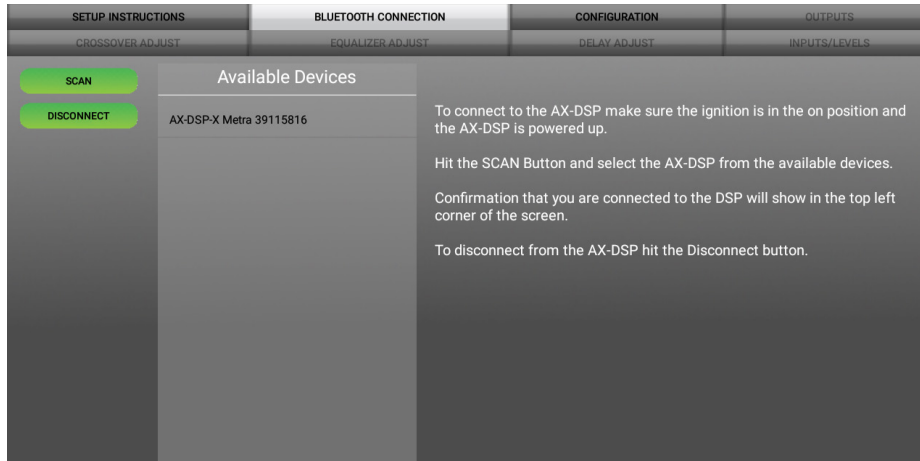 SETUP INSTRUCTIONS
BLUETOOTH CONNECTION
CONFIGURATION
OUTPUTS
CROSSOVER ADJUST
EQUALIZER ADJUST
DELAY ADJUST
INPUTS/LEVELS
SCAN
DISCONNECT
Available Devices
AX-DSP-X Metra 39115816
To connect to the AX-DSP make sure the ignition is in the on position and
the AX-DSP is powered up.
Hit the SCAN Button and select the AX-DSP from the available devices.
Confirmation that you are connected to the DSP will show in the top left
corner of the screen.
To disconnect from the AX-DSP hit the Disconnect button.